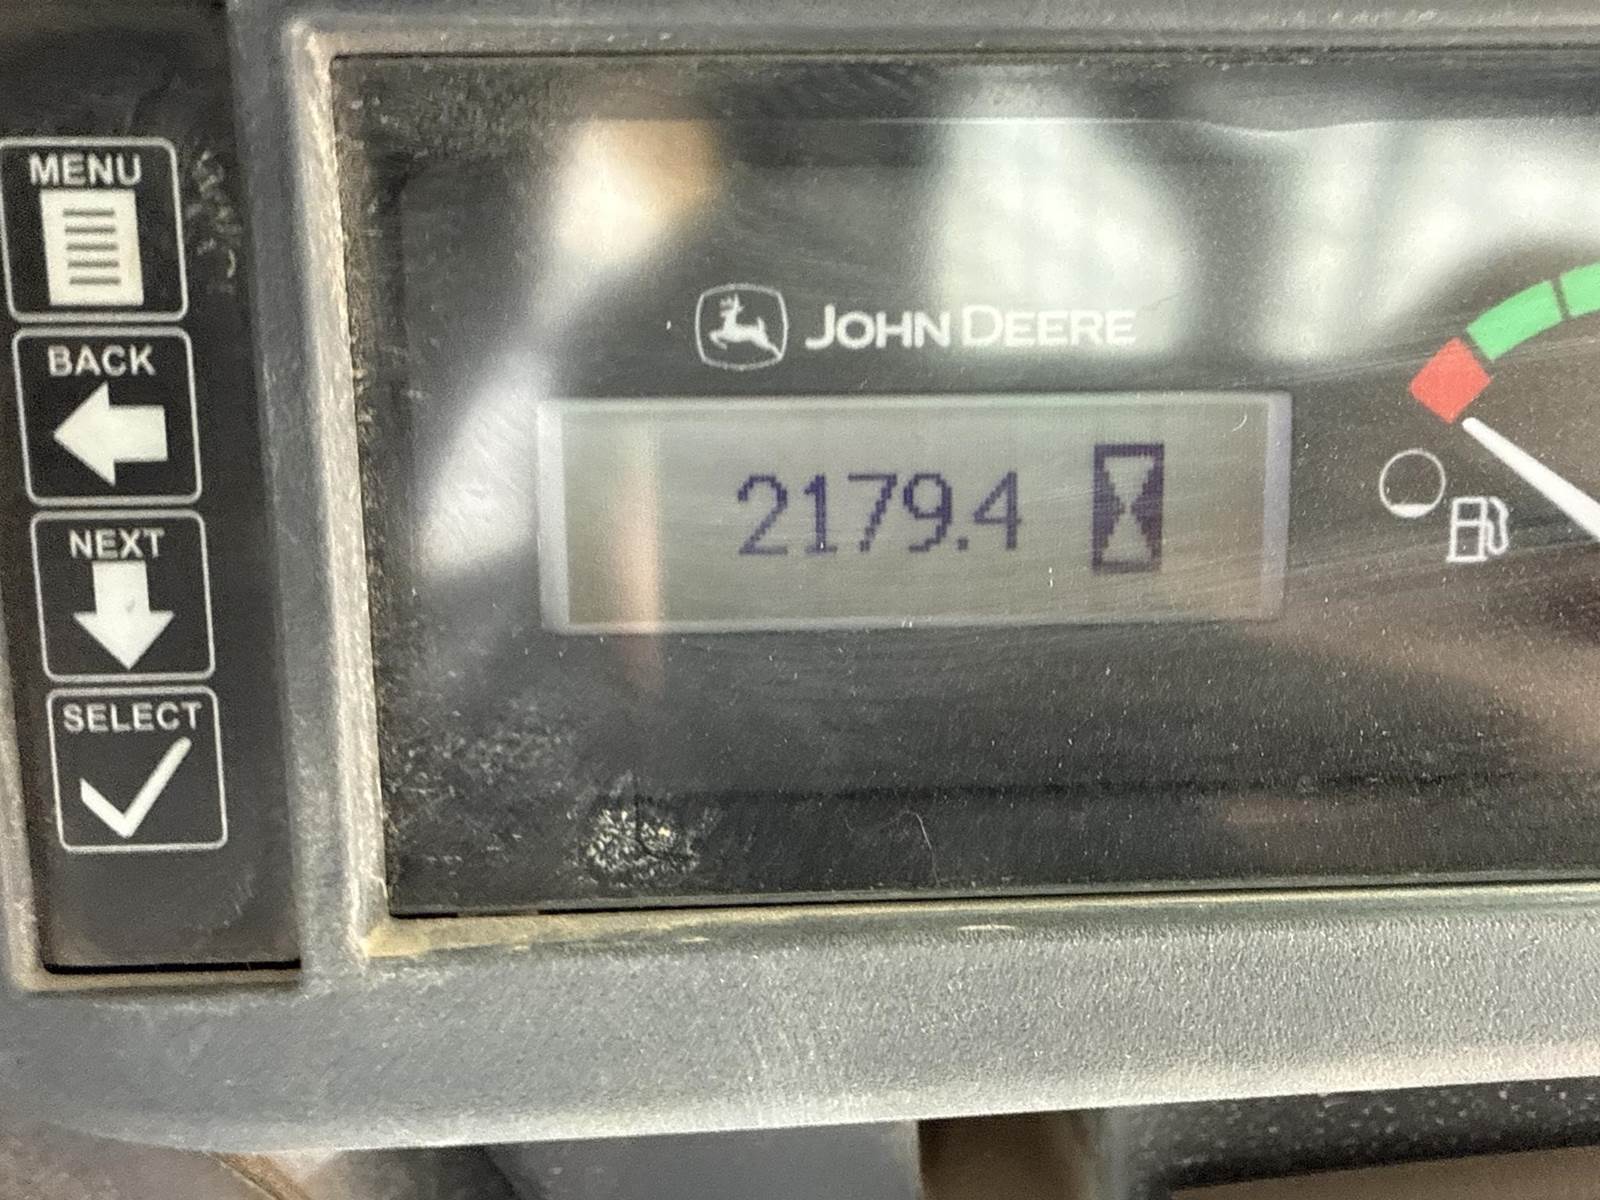 MENU
BACK
NEXT
SELECT
JOHN DEERE
2179.4